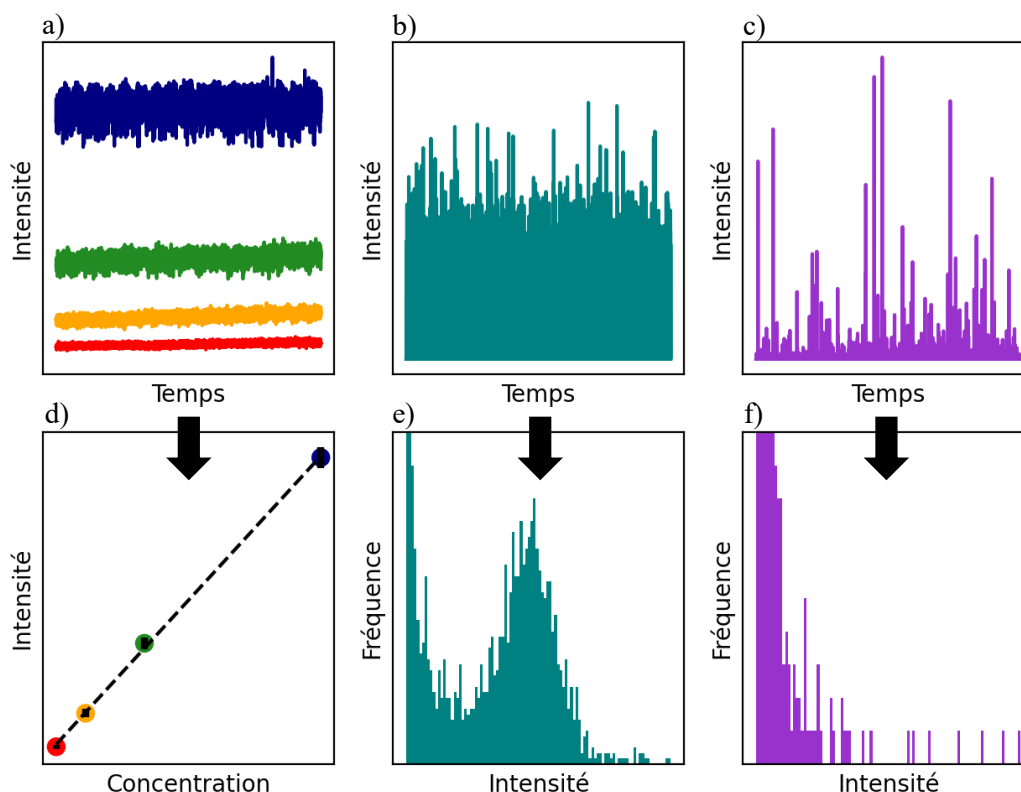 a)
b)
c)
Intensité
Intensité
Intensité
Temps
Temps
Temps
d)
e)
f)
Intensité
Fréquence
Fréquence
Concentration
Intensité
Intensité